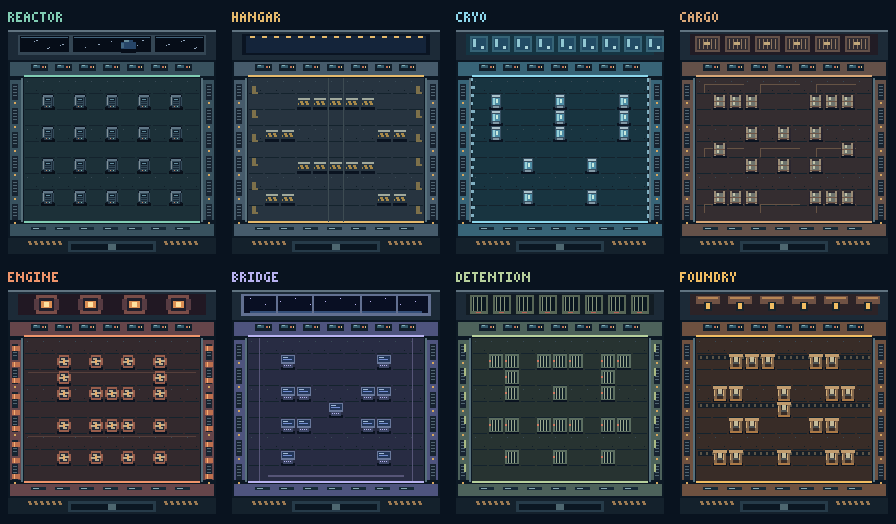 REACTOR
HANGAR
CRYO
CARGO
ENGINE
BRIDGE
DETENTION
FOUNDRY